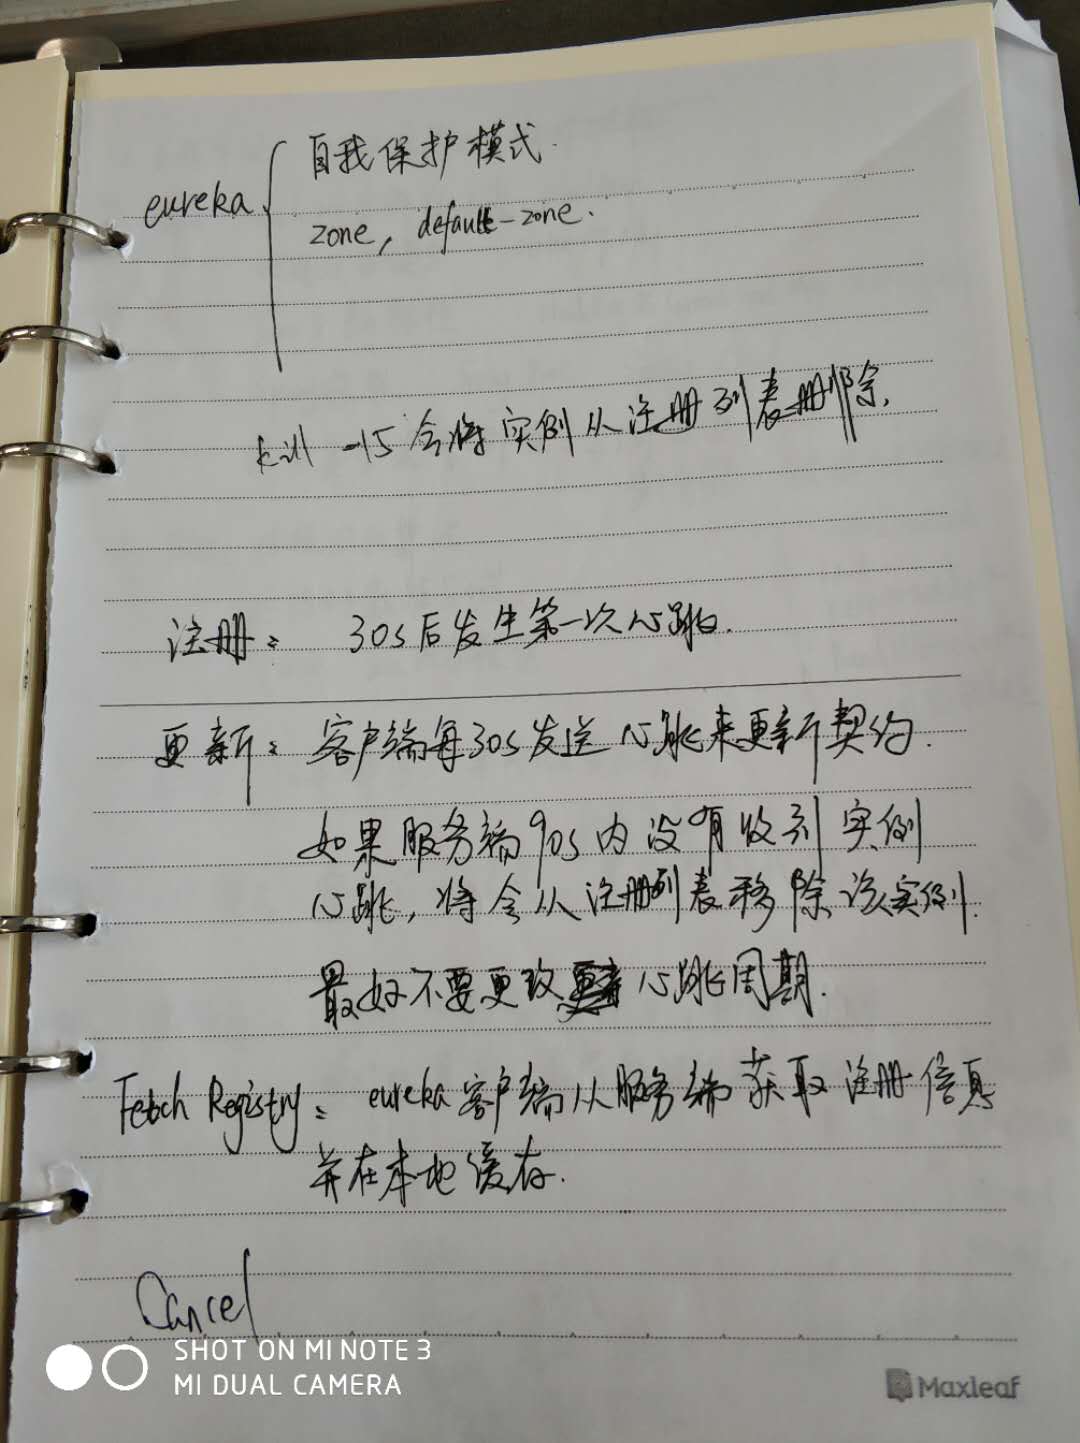 eureka { 自我保护模式.
zone, default-zone.
kill -15 会将实例从注册列表删除.
注册: 30s后发生第一次心跳.
更新: 客户端每30s发送心跳来更新契约.
如果服务端90s内没有收到实例
心跳,将会从注册列表移除该实例.
最好不要更改心跳周期.
Fetch Registry: eureka客户端从服务端获取注册信息
并在本地缓存.
Cancel
SHOT ON MI NOTE 3
MI DUAL CAMERA
Maxleaf